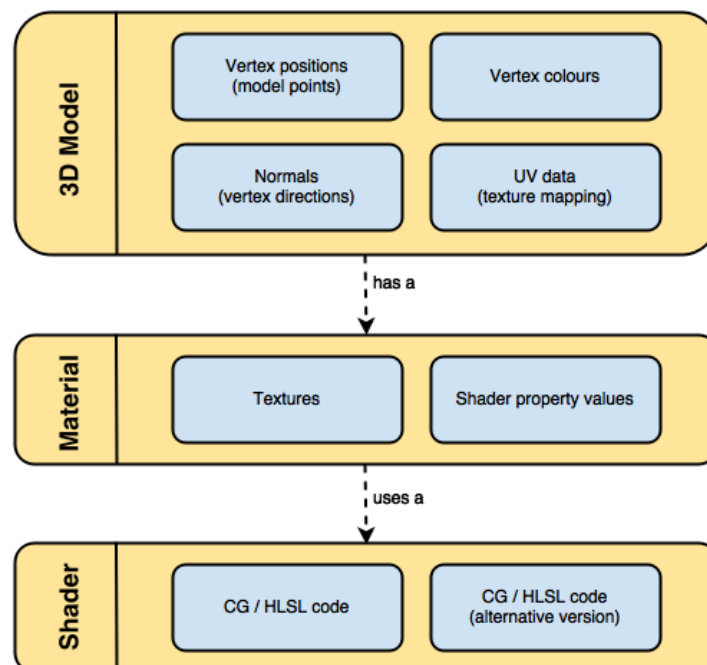 3D Model
Vertex positions
(model points)
Vertex colours
Normals
(vertex directions)
UV data
(texture mapping)
has a
Material
Textures
Shader property values
uses a
Shader
CG / HLSL code
CG / HLSL code
(alternative version)